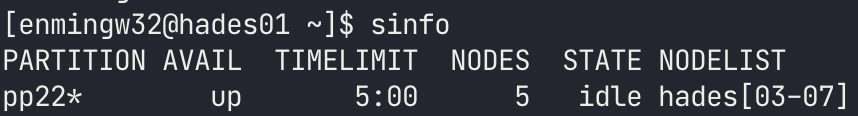 [enmingw32@hades01 ~]$ sinfo
PARTITION AVAIL  TIMELIMIT  NODES  STATE NODELIST
pp22*        up       5:00      5   idle hades[03-07]